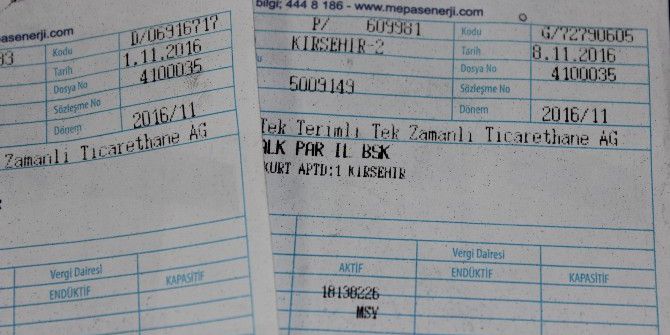 bilgi; 444 8 186 - www.mepasenerji.com
P/ 609981
KIRSEHIR-2
5009149
Kodu G/72790605
Tarih 8.11.2016
Dosya No 4100035
Sözleşme No
Dönem 2016/11
Tek Terimli Tek Zamanli Ticarethane AG
ALK PAR IL BSK
KURT APTD:1 KIRSEHIR
Vergi Dairesi
AKTİF ENDÜKTİF KAPASİTİF
18138226
MSY
pasenerji.com
Kodu D/06916717
Tarih 1.11.2016
Dosya No 4100035
Sözleşme No
Dönem 2016/11
Zamanli Ticarethane AG
Vergi Dairesi
ENDÜKTİF KAPASİTİF